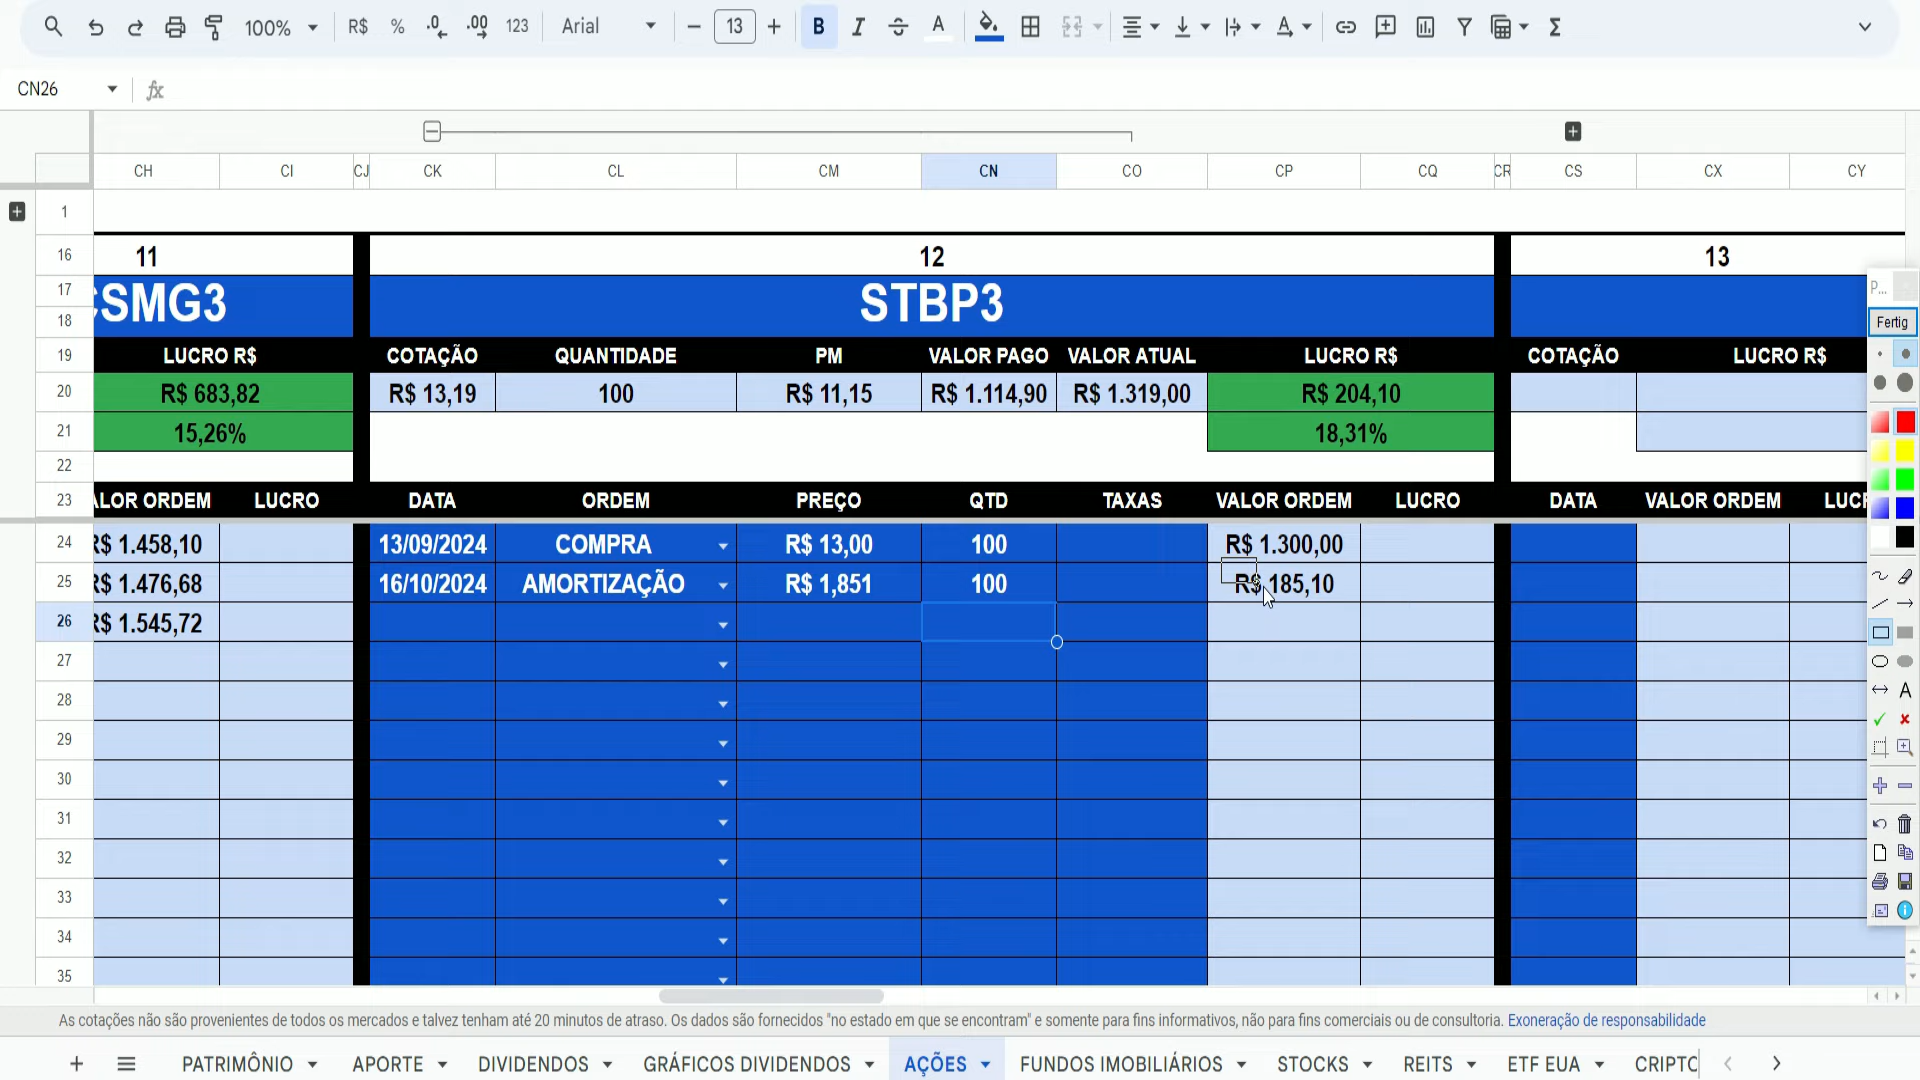 100% R$ % .0 .00 123 Arial 13 B I S A
CN26 fx
CH CI CJ CK CL CM CN CO CP CQ CR CS CX CY
1
16 11 12 13
17 CSMG3 STBP3
18
19 LUCRO R$ COTAÇÃO QUANTIDADE PM VALOR PAGO VALOR ATUAL LUCRO R$ COTAÇÃO LUCRO R$
20 R$ 683,82 R$ 13,19 100 R$ 11,15 R$ 1.114,90 R$ 1.319,00 R$ 204,10
21 15,26% 18,31%
22
23 ALOR ORDEM LUCRO DATA ORDEM PREÇO QTD TAXAS VALOR ORDEM LUCRO DATA VALOR ORDEM LUCR
24 R$ 1.458,10 13/09/2024 COMPRA R$ 13,00 100 R$ 1.300,00
25 R$ 1.476,68 16/10/2024 AMORTIZAÇÃO R$ 1,851 100 R$ 185,10
26 R$ 1.545,72
27
28
29
30
31
32
33
34
35
P...
Fertig
A
As cotações não são provenientes de todos os mercados e talvez tenham até 20 minutos de atraso. Os dados são fornecidos "no estado em que se encontram" e somente para fins informativos, não para fins comerciais ou de consultoria. Exoneração de responsabilidade
PATRIMÔNIO APORTE DIVIDENDOS GRÁFICOS DIVIDENDOS AÇÕES FUNDOS IMOBILIÁRIOS STOCKS REITS ETF EUA CRIPTO